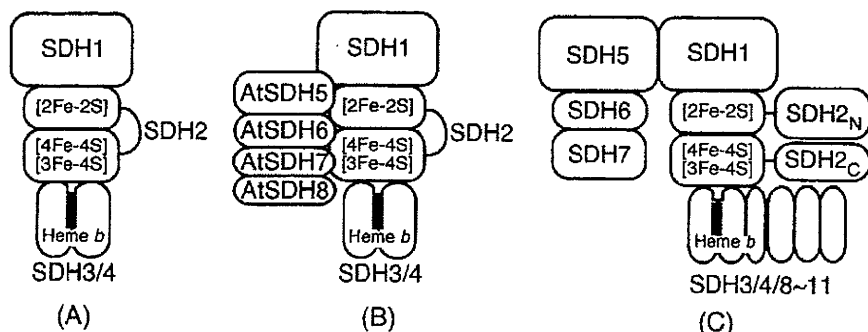 SDH1
[2Fe-2S]
[4Fe-4S]
[3Fe-4S]
SDH2
Heme b
SDH3/4
(A)
SDH1
AtSDH5
[2Fe-2S]
AtSDH6
[4Fe-4S]
AtSDH7
[3Fe-4S]
AtSDH8
SDH2
Heme b
SDH3/4
(B)
SDH5
SDH1
SDH6
[2Fe-2S]
SDH2N
SDH7
[4Fe-4S]
[3Fe-4S]
SDH2C
Heme b
SDH3/4/8~11
(C)